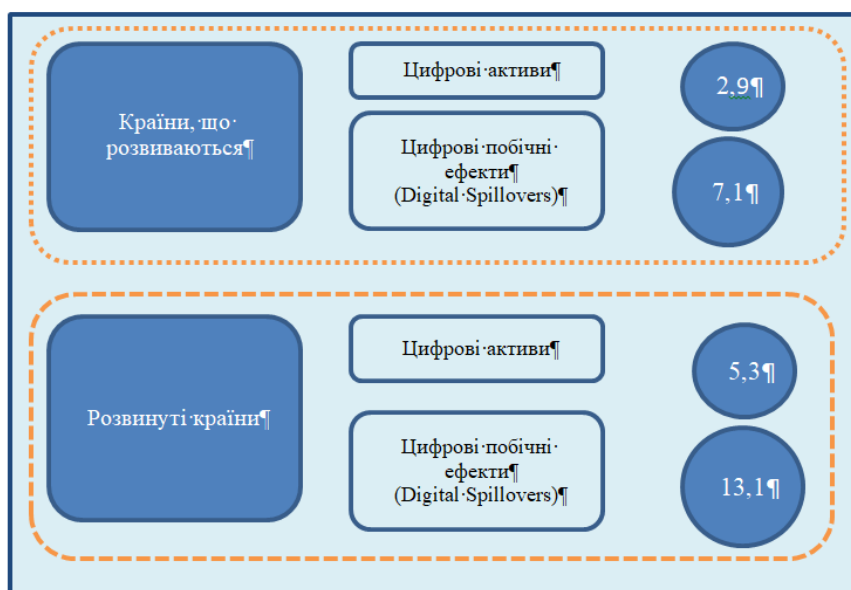 Країни, що
розвиваються¶
Цифрові активи¶
2,9¶
Цифрові побічні
ефекти¶
(Digital Spillovers)¶
7,1¶
Розвинуті країни¶
Цифрові активи¶
5,3¶
Цифрові побічні
ефекти¶
(Digital Spillovers)¶
13,1¶